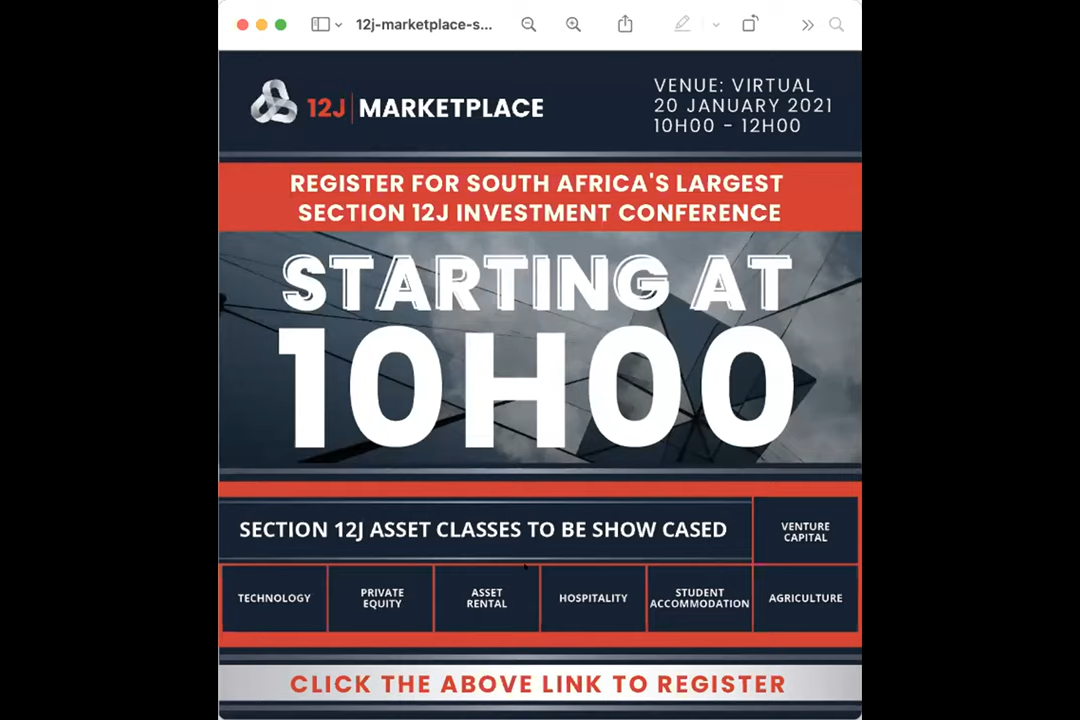 12j-marketplace-s...
12J MARKETPLACE
VENUE: VIRTUAL
20 JANUARY 2021
10H00 - 12H00
REGISTER FOR SOUTH AFRICA'S LARGEST
SECTION 12J INVESTMENT CONFERENCE
STARTING AT
10H00
SECTION 12J ASSET CLASSES TO BE SHOW CASED
VENTURE
CAPITAL
TECHNOLOGY
PRIVATE
EQUITY
ASSET
RENTAL
HOSPITALITY
STUDENT
ACCOMMODATION
AGRICULTURE
CLICK THE ABOVE LINK TO REGISTER